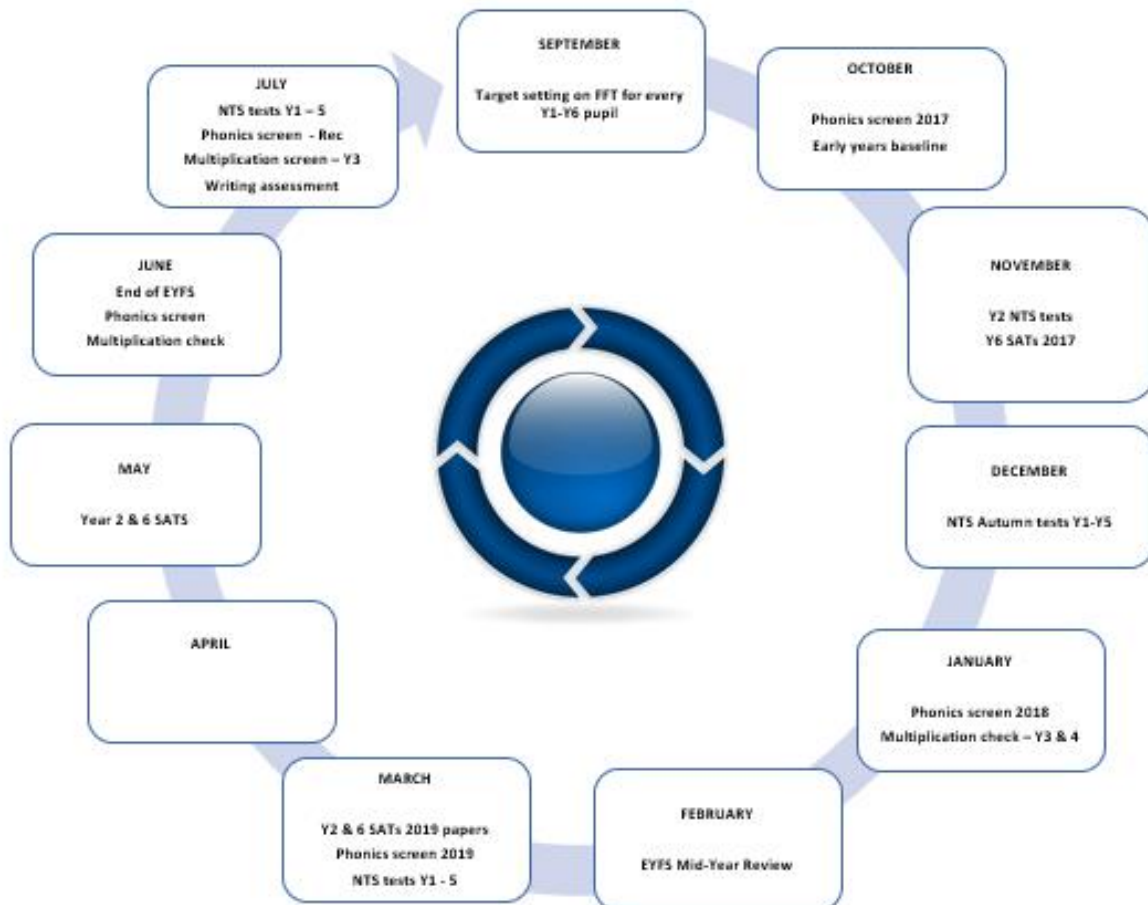 SEPTEMBER
Target setting on FFT for every
Y1-Y6 pupil
OCTOBER
Phonics screen 2017
Early years baseline
NOVEMBER
Y2 NTS tests
Y6 SATs 2017
DECEMBER
NTS Autumn tests Y1-Y5
JANUARY
Phonics screen 2018
Multiplication check – Y3 & 4
FEBRUARY
EYFS Mid-Year Review
MARCH
Y2 & 6 SATs 2019 papers
Phonics screen 2019
NTS tests Y1 - 5
APRIL
MAY
Year 2 & 6 SATS
JUNE
End of EYFS
Phonics screen
Multiplication check
JULY
NTS tests Y1 – 5
Phonics screen - Rec
Multiplication screen – Y3
Writing assessment